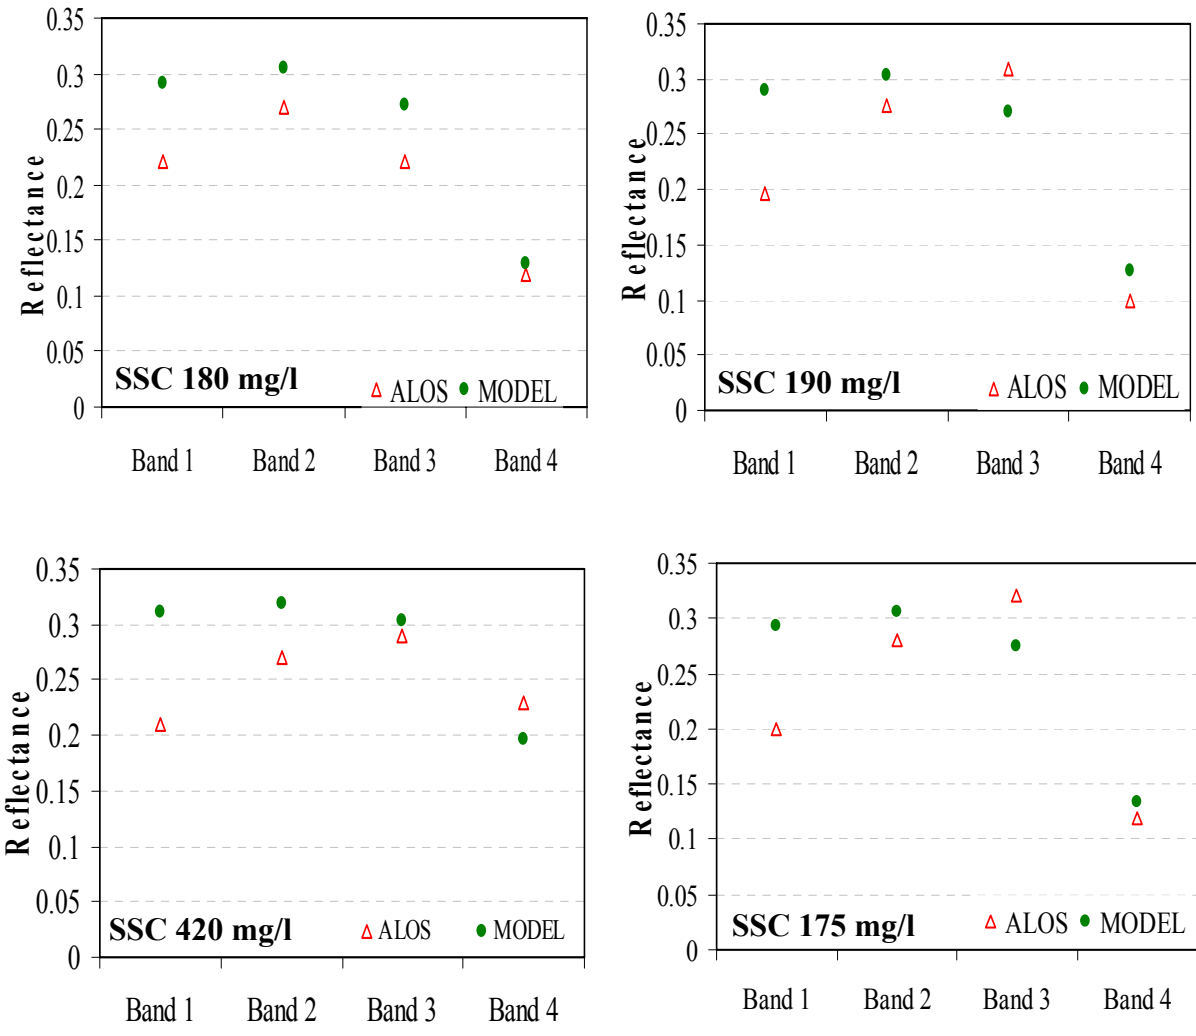 0.35
0.3
0.25
0.2
0.15
0.1
0.05
0
Reflectance
SSC 180 mg/l
ALOS MODEL
Band 1 Band 2 Band 3 Band 4
0.35
0.3
0.25
0.2
0.15
0.1
0.05
0
Reflectance
SSC 190 mg/l
ALOS MODEL
Band 1 Band 2 Band 3 Band 4
0.35
0.3
0.25
0.2
0.15
0.1
0.05
0
Reflectance
SSC 420 mg/l
ALOS MODEL
Band 1 Band 2 Band 3 Band 4
0.35
0.3
0.25
0.2
0.15
0.1
0.05
0
Reflectance
SSC 175 mg/l
ALOS MODEL
Band 1 Band 2 Band 3 Band 4